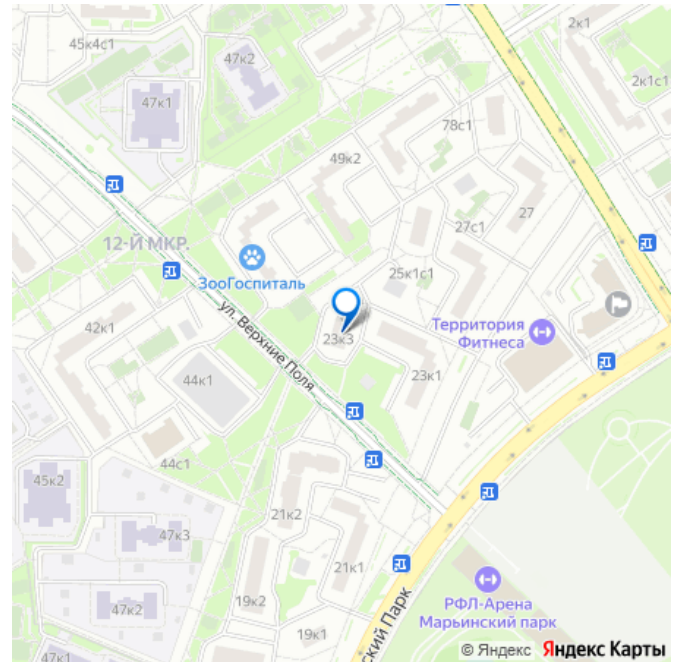 45к4с1
47к2
2к1
47к1
2к1с1
78с1
49к2
27
27с1
12-Й МКР.
ЗооГоспиталь
25к1с1
ул. Верхние Поля
23к3
Территория
Фитнеса
42к1
23к1
44к1
44с1
45к2
21к2
47к3
21к1
47к2
19к2
19к1
ский Парк
РФЛ-Арена
Марьинский парк
© Яндекс Яндекс Карты